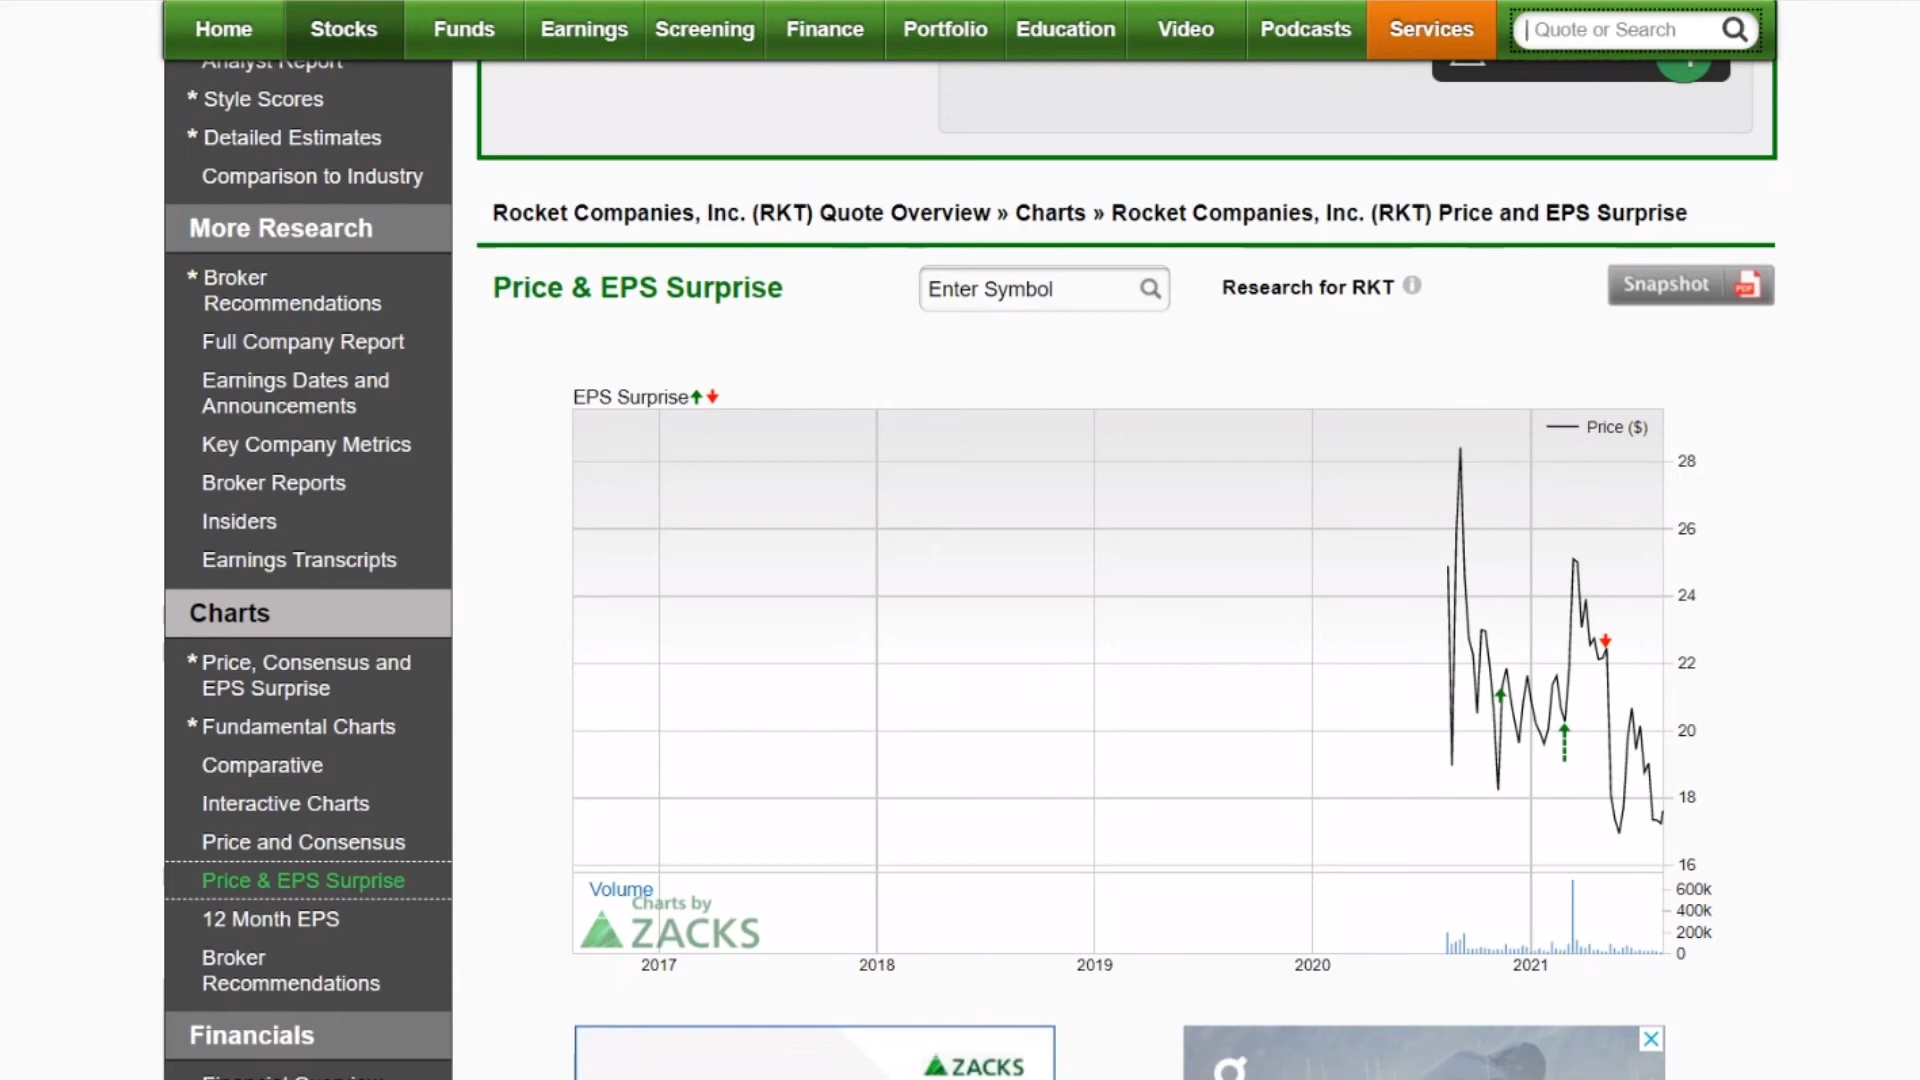 Home Stocks Funds Earnings Screening Finance Portfolio Education Video Podcasts Services Quote or Search
Analyst Report
* Style Scores
* Detailed Estimates
Comparison to Industry
More Research
* Broker
Recommendations
Full Company Report
Earnings Dates and
Announcements
Key Company Metrics
Broker Reports
Insiders
Earnings Transcripts
Charts
* Price, Consensus and
EPS Surprise
* Fundamental Charts
Comparative
Interactive Charts
Price and Consensus
Price & EPS Surprise
12 Month EPS
Broker
Recommendations
Financials
Rocket Companies, Inc. (RKT) Quote Overview » Charts » Rocket Companies, Inc. (RKT) Price and EPS Surprise
Price & EPS Surprise
Enter Symbol
Research for RKT
Snapshot
PDF
EPS Surprise
Price ($)
28
26
24
22
20
18
16
Volume
Charts by
ZACKS
600k
400k
200k
0
2017 2018 2019 2020 2021
ZACKS